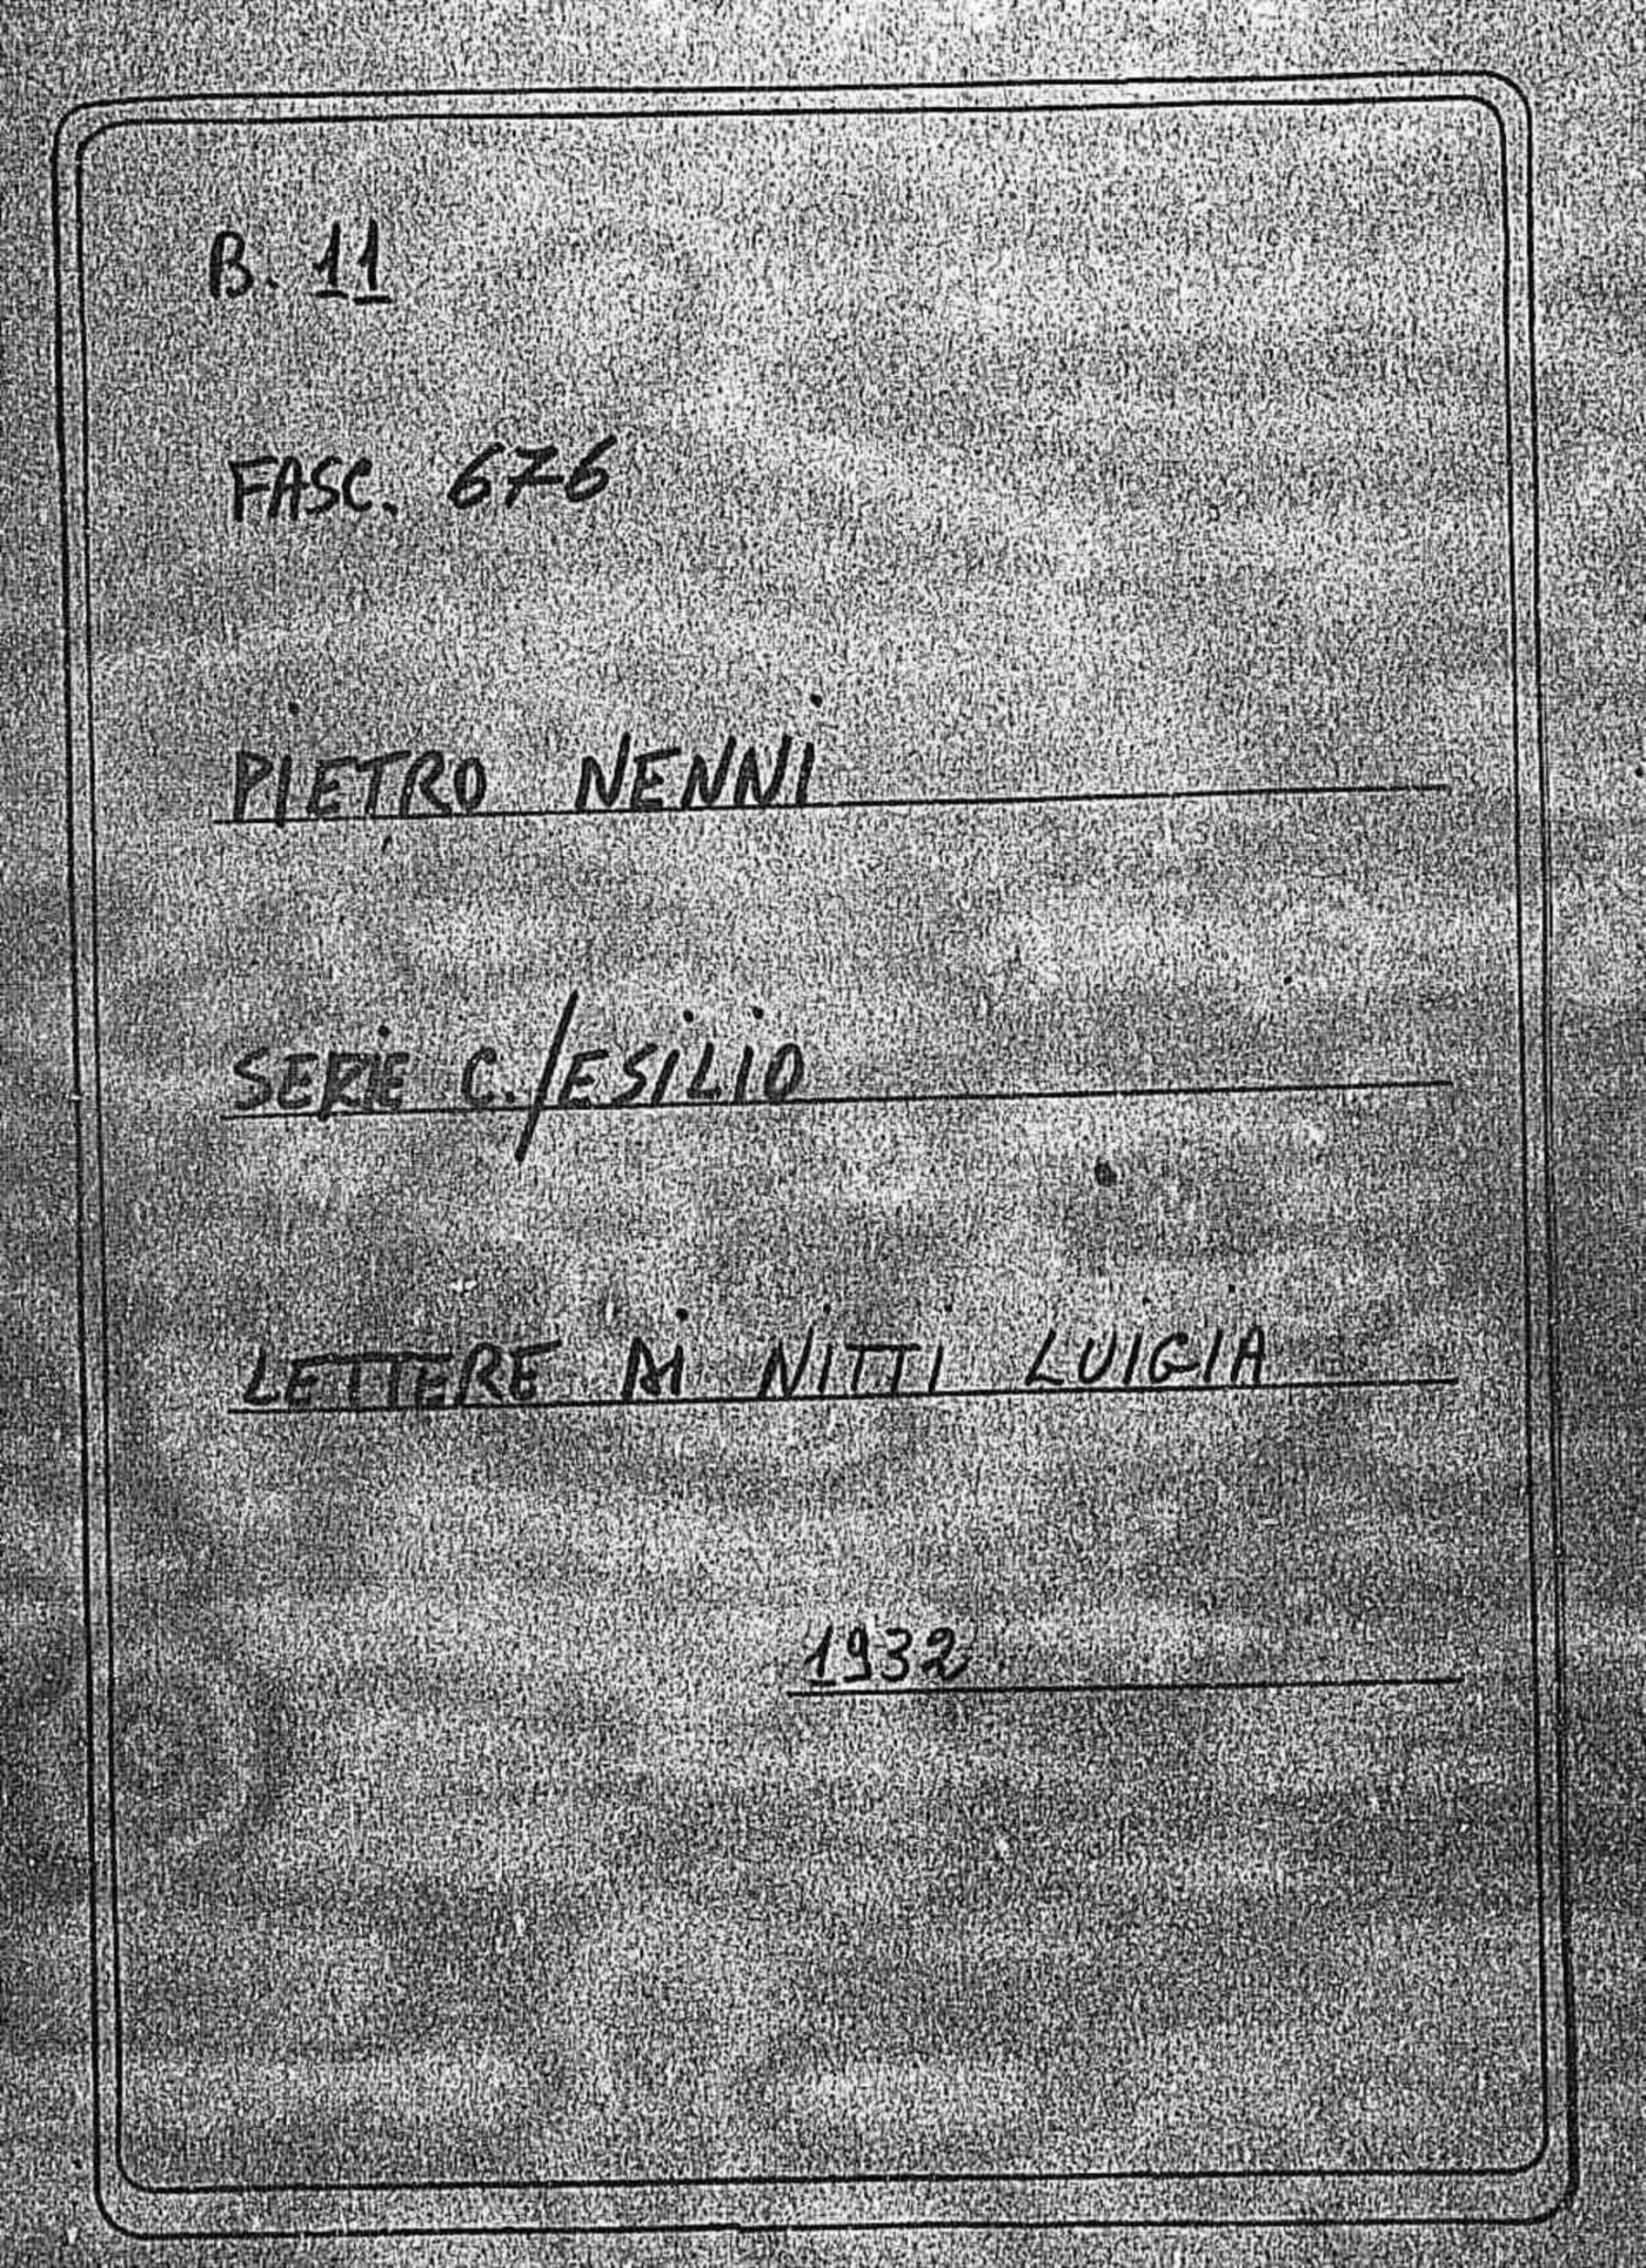 B. 11
FASC. 676
PIETRO NENNI
SERIE C./ESILIO
LETTERE DI NITTI LUIGIA
1932